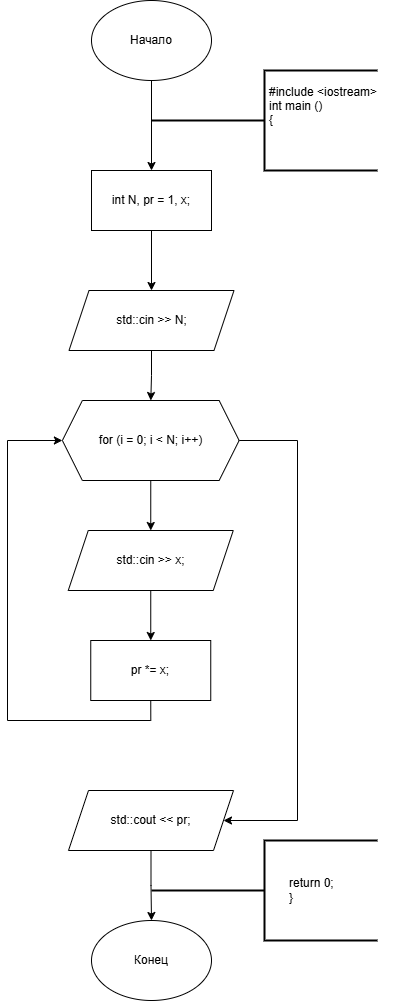 Начало
#include <iostream>
int main ()
{
int N, pr = 1, x;
std::cin >> N;
for (i = 0; i < N; i++)
std::cin >> x;
pr *= x;
std::cout << pr;
return 0;
}
Конец